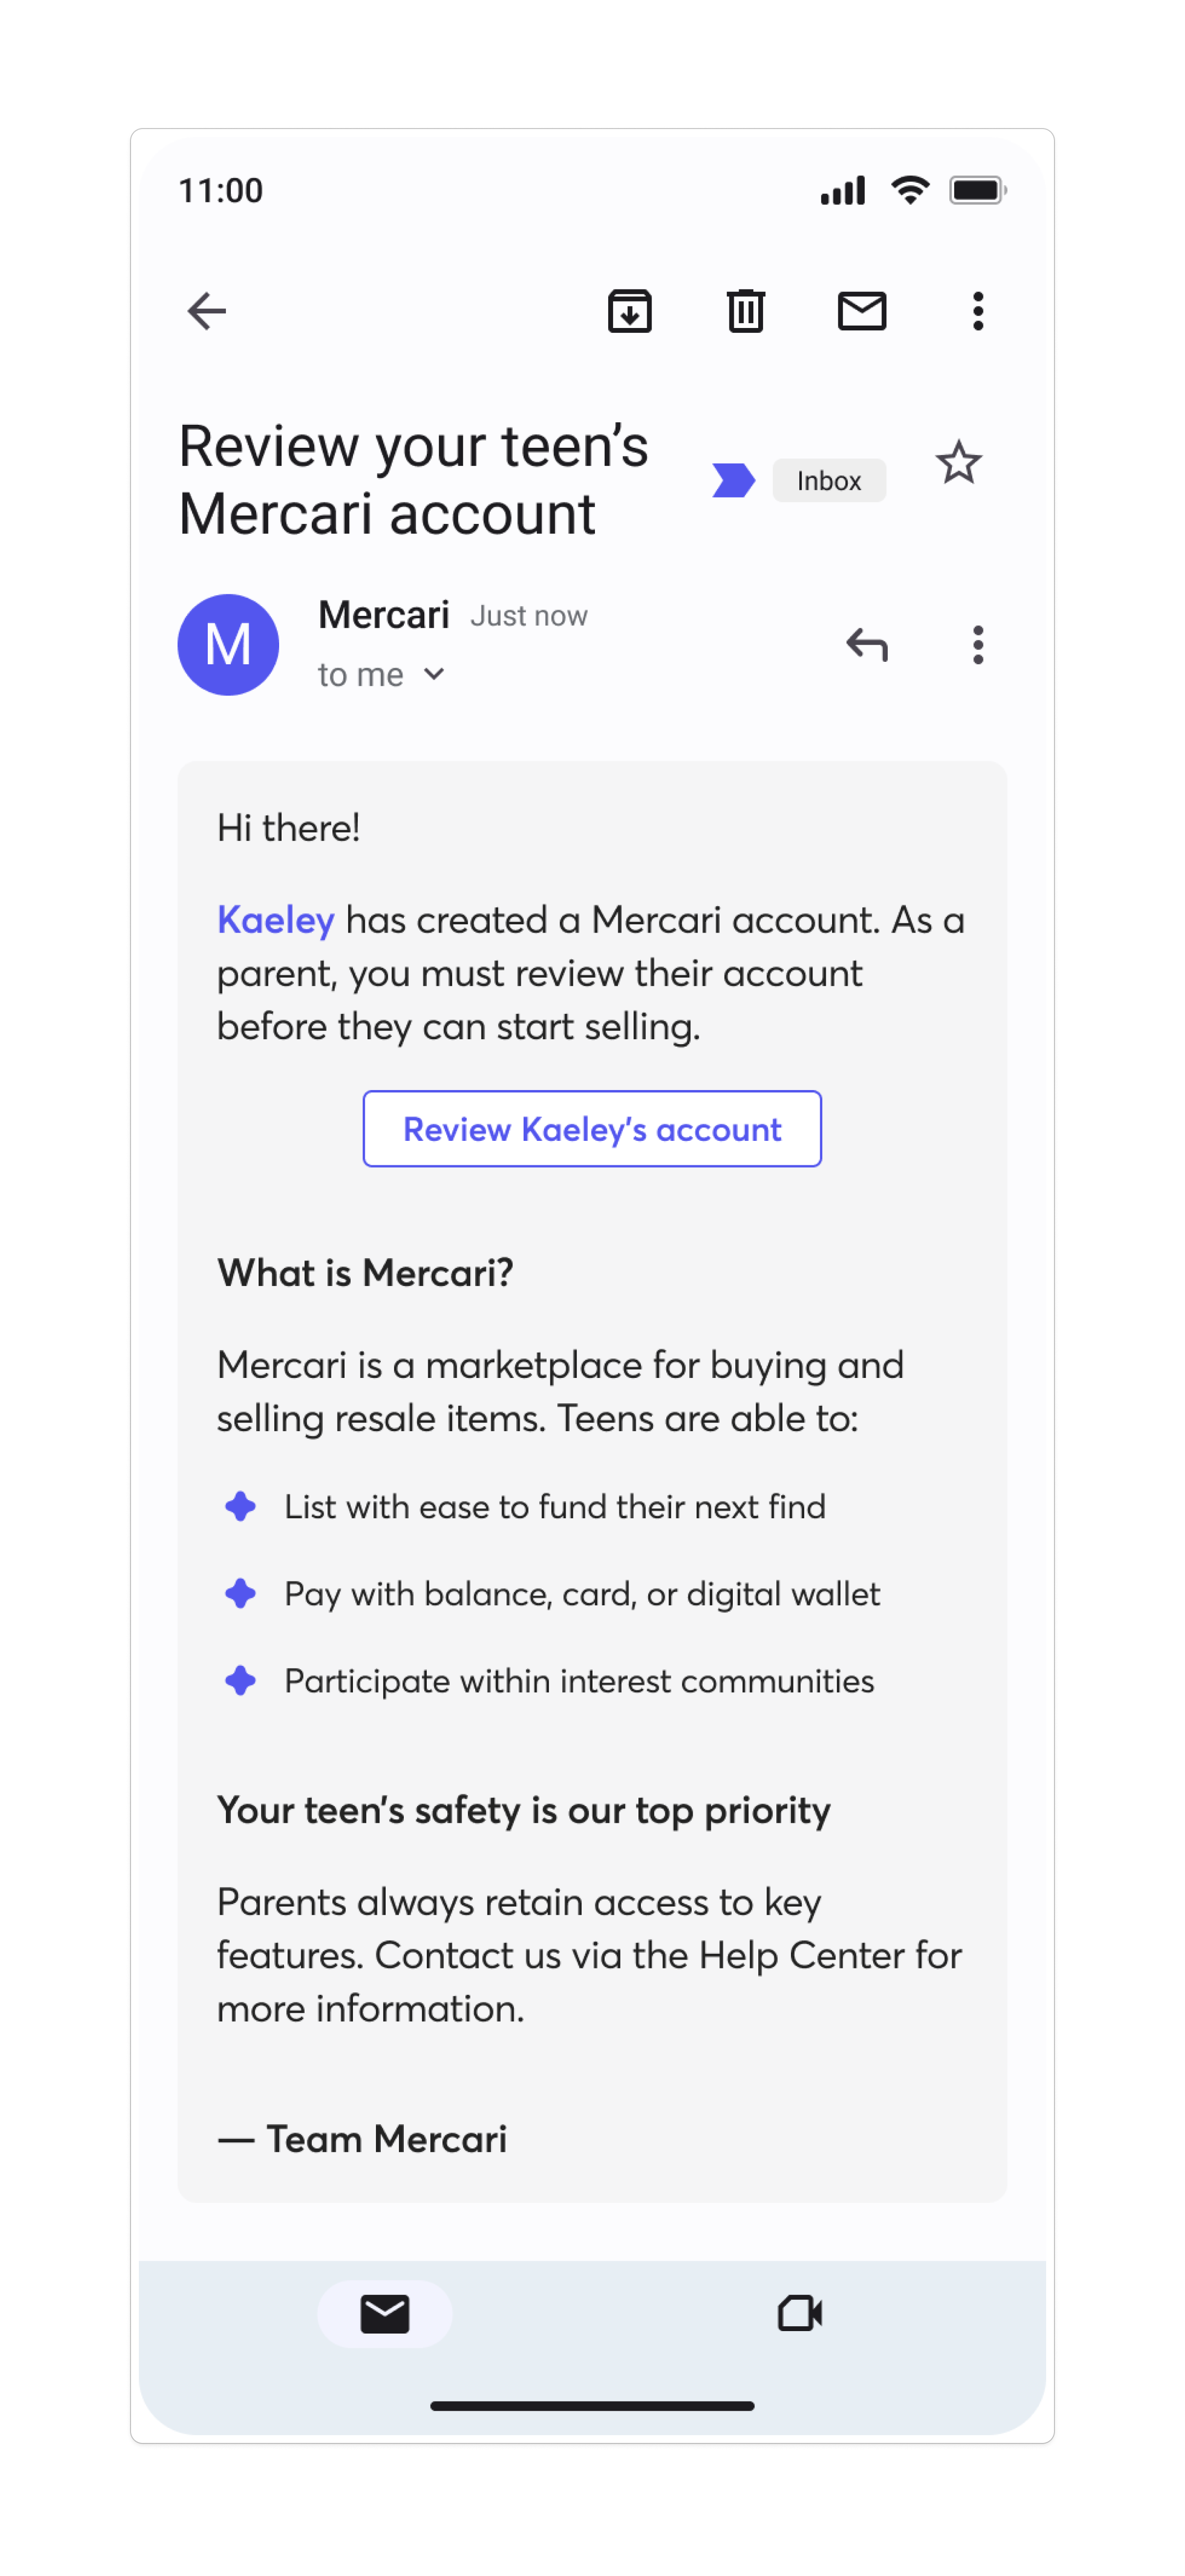 11:00
Review your teen’s
Mercari account
Inbox
M
Mercari Just now
to me
Hi there!
Kaeley has created a Mercari account. As a
parent, you must review their account
before they can start selling.
Review Kaeley’s account
What is Mercari?
Mercari is a marketplace for buying and
selling resale items. Teens are able to:
List with ease to fund their next find
Pay with balance, card, or digital wallet
Participate within interest communities
Your teen’s safety is our top priority
Parents always retain access to key
features. Contact us via the Help Center for
more information.
— Team Mercari